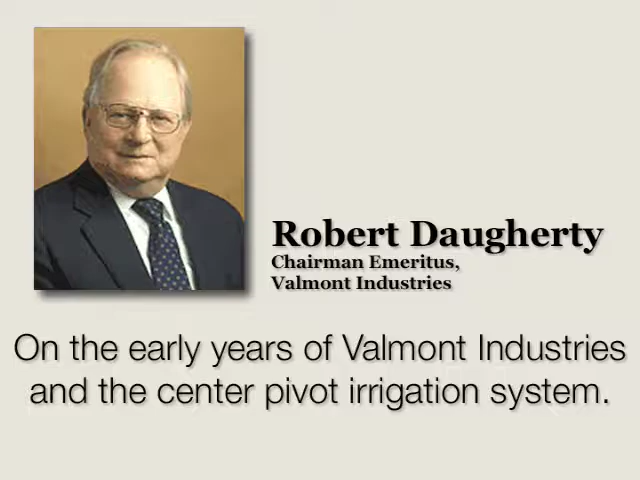 Robert Daugherty
Chairman Emeritus,
Valmont Industries
On the early years of Valmont Industries
and the center pivot irrigation system.